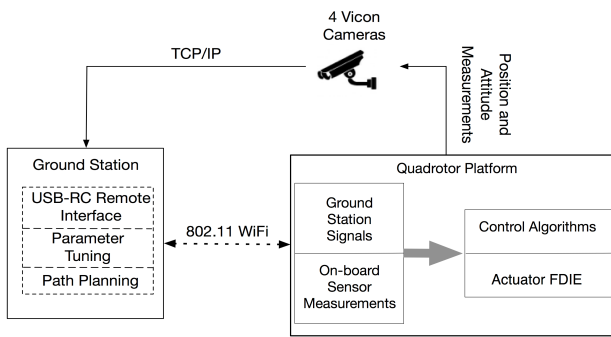 4 Vicon
Cameras
TCP/IP
Position and
Attitude
Measurements
Ground Station
USB-RC Remote
Interface
Parameter
Tuning
Path Planning
802.11 WiFi
Quadrotor Platform
Ground
Station
Signals
On-board
Sensor
Measurements
Control Algorithms
Actuator FDIE